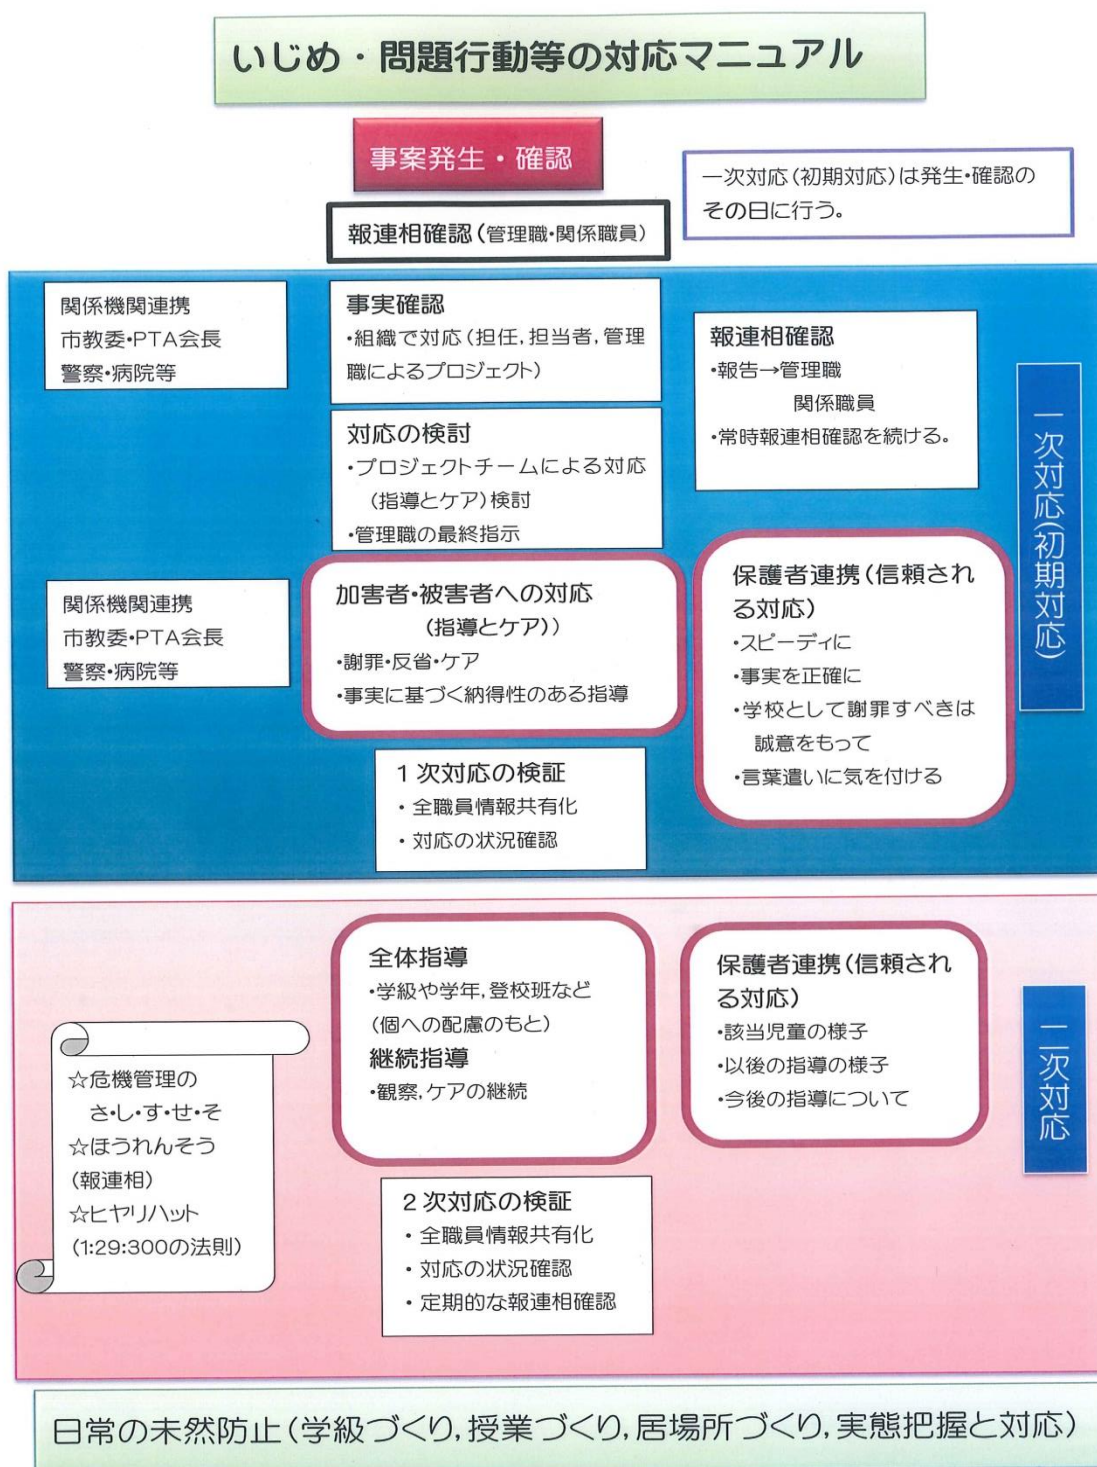 いじめ・問題行動等の対応マニュアル
事案発生・確認
一次対応(初期対応)は発生・確認の
その日に行う。
報連相確認(管理職・関係職員)
関係機関連携
市教委・PTA会長
警察・病院等
事実確認
・組織で対応(担任,担当者,管理
職によるプロジェクト)
報連相確認
・報告→管理職
関係職員
・常時報連相確認を続ける。
一次対応(初期対応)
対応の検討
・プロジェクトチームによる対応
(指導とケア)検討
・管理職の最終指示
関係機関連携
市教委・PTA会長
警察・病院等
加害者・被害者への対応
(指導とケア))
・謝罪・反省・ケア
・事実に基づく納得性のある指導
保護者連携(信頼され
る対応)
・スピーディに
・事実を正確に
・学校として謝罪すべきは
誠意をもって
・言葉遣いに気を付ける
1次対応の検証
・全職員情報共有化
・対応の状況確認
全体指導
・学級や学年,登校班など
(個への配慮のもと)
継続指導
・観察,ケアの継続
保護者連携(信頼され
る対応)
・該当児童の様子
・以後の指導の様子
・今後の指導について
二次対応
☆危機管理の
さ・し・す・せ・そ
☆ほうれんそう
(報連相)
☆ヒヤリハット
(1:29:300の法則)
2次対応の検証
・全職員情報共有化
・対応の状況確認
・定期的な報連相確認
日常の未然防止(学級づくり,授業づくり,居場所づくり,実態把握と対応)